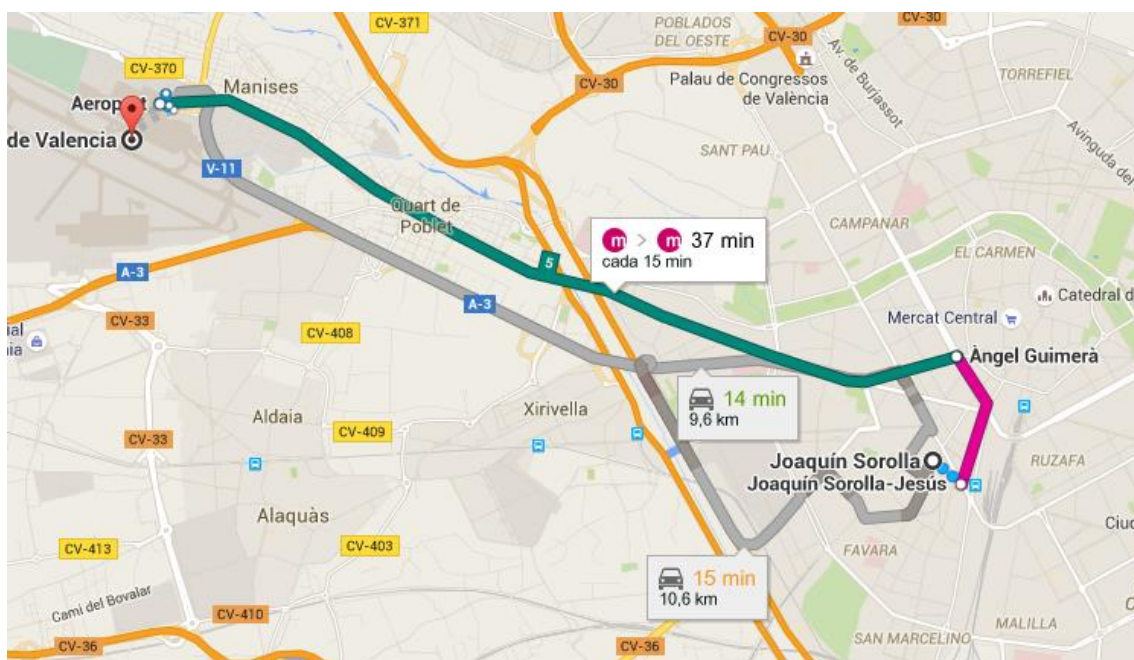 CV-371
POBLADOS
DEL OESTE
CV-30
CV-30
CV-370
Manises
CV-30
Palau de Congressos
de València
Av. de Burjassot
TORREFIEL
Avinguda del
de Valencia
V-11
SANT PAU
Quart de
Poblet
CAMPANAR
m > m 37 min
cada 15 min
EL CARMEN
5
A-3
A-3
Catedral d
CV-33
Mercat Central
CV-408
ial
ia
Àngel Guimerà
14 min
9,6 km
Aldaia
Xirivella
CV-409
CV-33
Joaquín Sorolla
RUZAFA
Joaquín Sorolla-Jesús
Alaquàs
Ciuc
CV-413
CV-403
FAVARA
15 min
10,6 km
Camí del Bovalar
CV-410
MALILLA
SAN MARCELINO
CV-36
CV-36